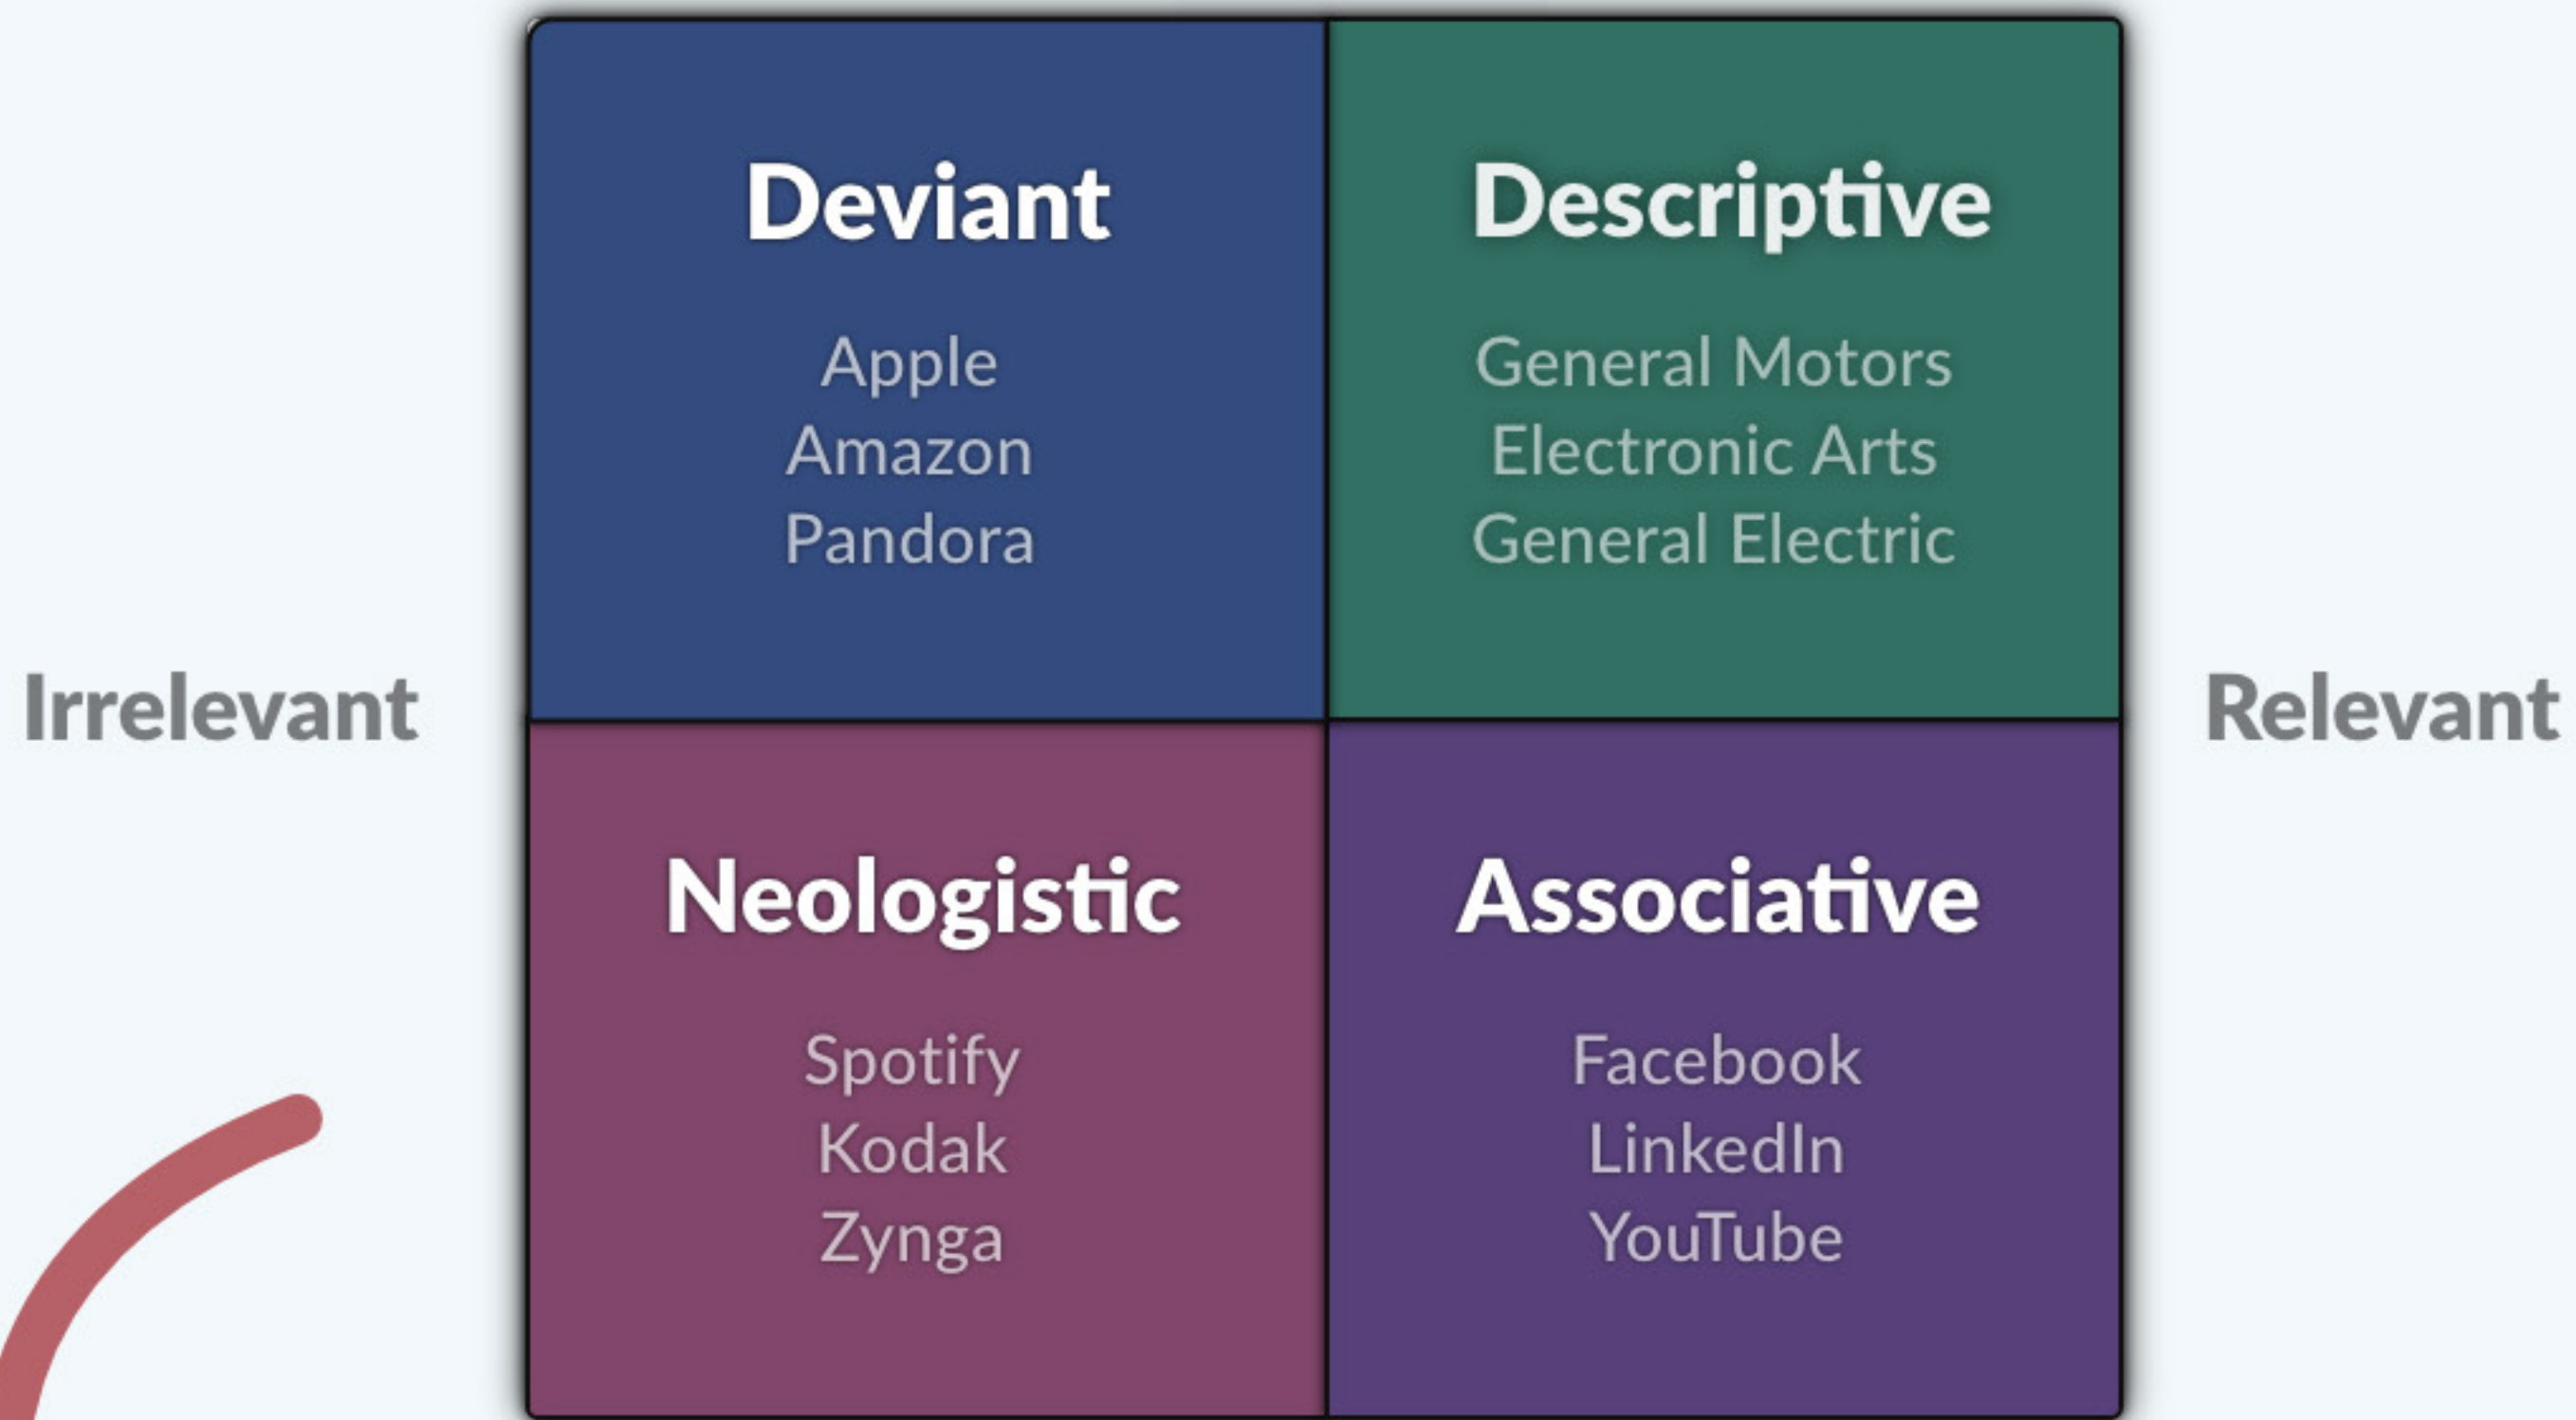 Deviant
Apple
Amazon
Pandora
Descriptive
General Motors
Electronic Arts
General Electric
Irrelevant
Relevant
Neologistic
Spotify
Kodak
Zynga
Associative
Facebook
LinkedIn
YouTube